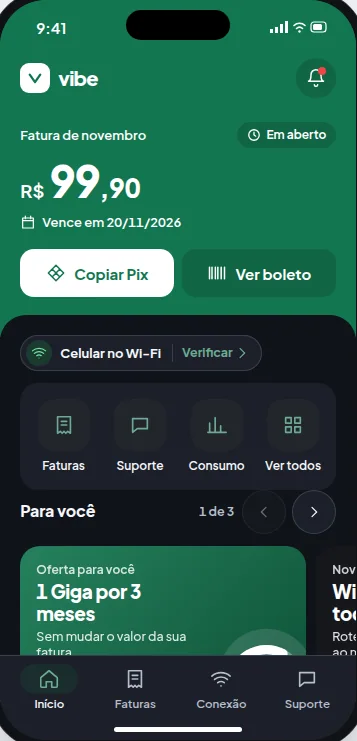 9:41
vibe
Fatura de novembro
Em aberto
R$ 99,90
Vence em 20/11/2026
Copiar Pix
Ver boleto
Celular no Wi-Fi
Verificar
Faturas
Suporte
Consumo
Ver todos
Para você
1 de 3
Oferta para você
1 Giga por 3
meses
Sem mudar o valor da sua
fatura
Início
Faturas
Conexão
Suporte